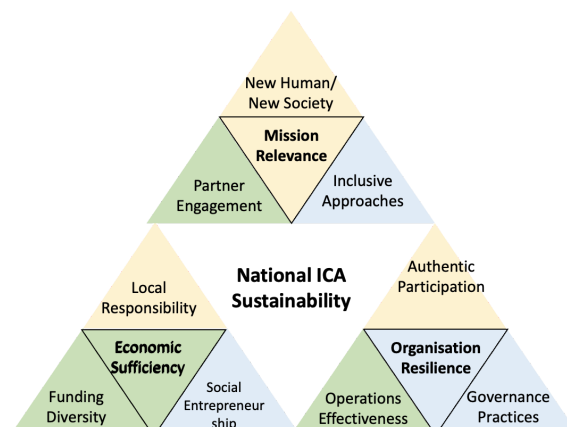 New Human/
New Society
Mission
Relevance
Partner
Engagement
Inclusive
Approaches
National ICA
Sustainability
Local
Responsibility
Authentic
Participation
Economic
Sufficiency
Organisation
Resilience
Funding
Diversity
Social
Entrepreneur
ship
Operations
Effectiveness
Governance
Practices